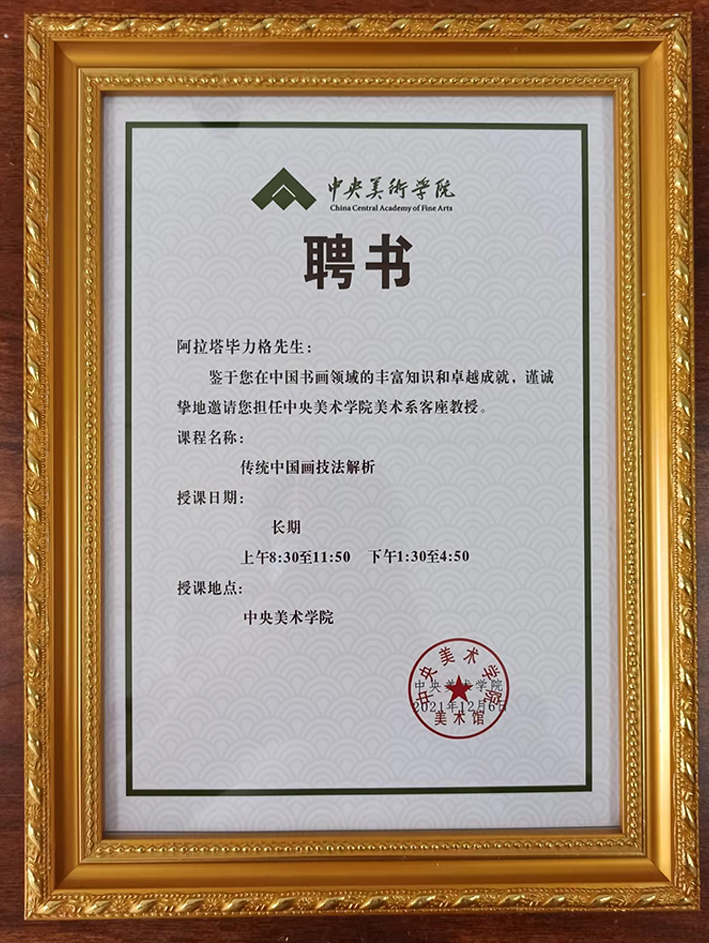 中央美術学院
China Central Academy of Fine Arts
聘书
阿拉塔毕力格先生：
鉴于您在中国书画领域的丰富知识和卓越成就，谨诚
挚地邀请您担任中央美术学院美术系客座教授。
课程名称：
传统中国画技法解析
授课日期：
长期
上午8:30至11:50 下午1:30至4:50
授课地点：
中央美术学院
中央美术学院
2021年12月6日
中央美术学院
美术馆